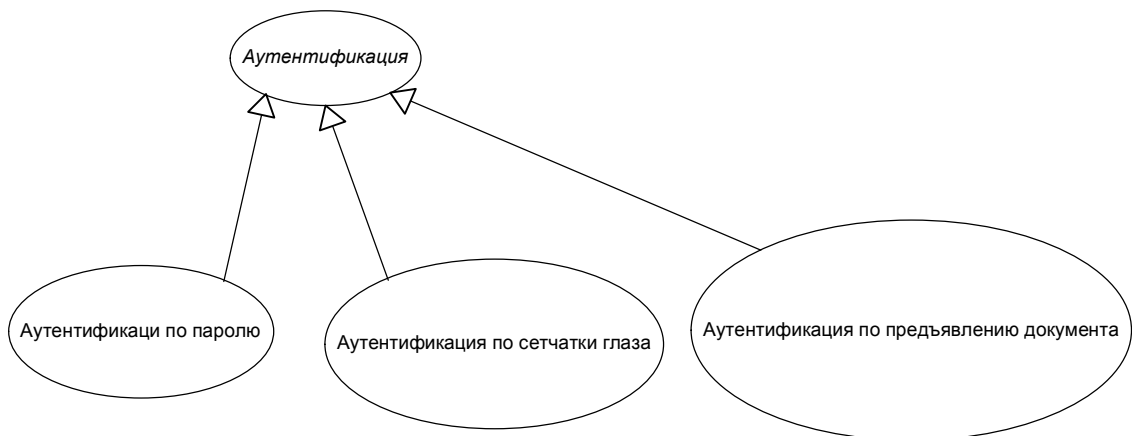 Аутентификация
Аутентификаци по паролю
Аутентификация по сетчатки глаза
Аутентификация по предъявлению документа